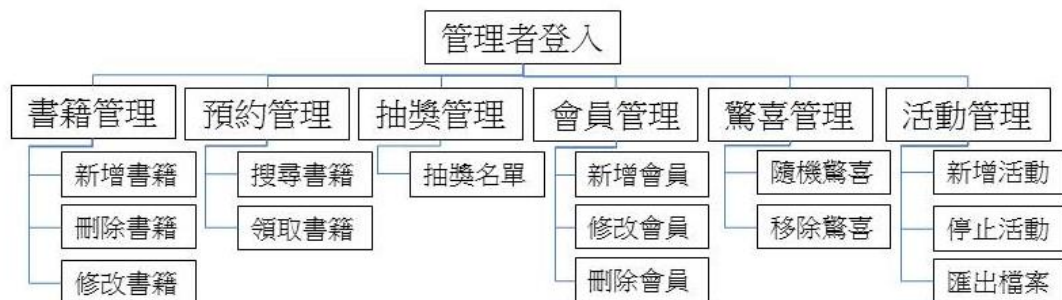 管理者登入
書籍管理
預約管理
抽獎管理
會員管理
驚喜管理
活動管理
新增書籍
搜尋書籍
抽獎名單
新增會員
隨機驚喜
新增活動
刪除書籍
領取書籍
修改會員
移除驚喜
停止活動
修改書籍
刪除會員
匯出檔案